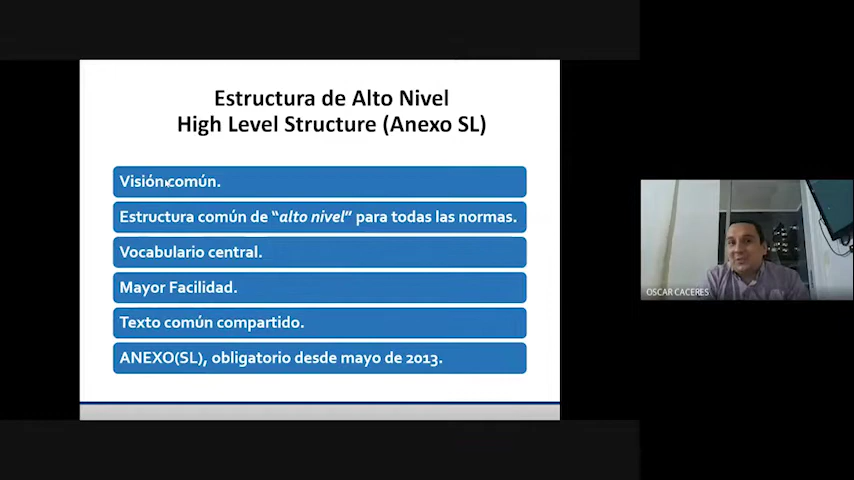 Estructura de Alto Nivel
High Level Structure (Anexo SL)
Visión común.
Estructura común de “alto nivel” para todas las normas.
Vocabulario central.
Mayor Facilidad.
Texto común compartido.
ANEXO(SL), obligatorio desde mayo de 2013.
OSCAR CACERES